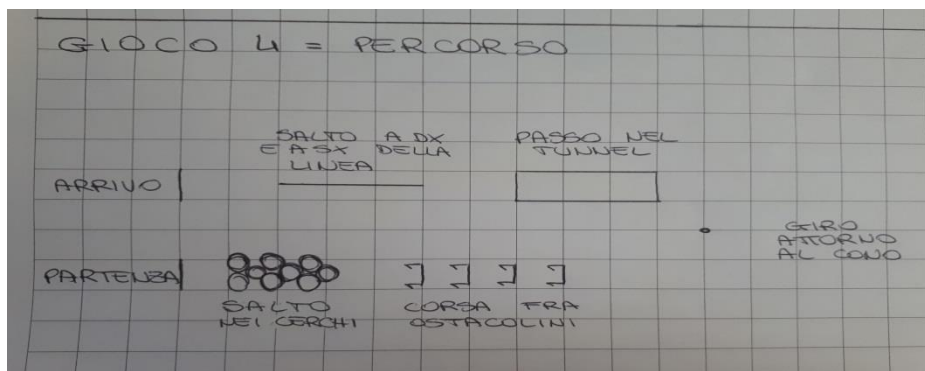 GIOCO 4 = PERCORSO
SALTO A DX
E A SX DELLA
LINEA
PASSO NEL
TUNNEL
ARRIVO
GIRO
ATTORNO
AL CONO
PARTENZA
SALTO
NEI CERCHI
CORSA FRA
OSTACOLINI